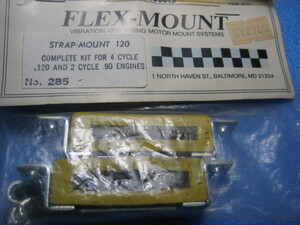 FLEX-MOUNT
VIBRATION MOTOR MOUNT SYSTEMS
¥2700
STRAP-MOUNT 120
COMPLETE KIT FOR 4 CYCLE
.120 AND 2 CYCLE .90 ENGINES
No. 285
1 NORTH HAVEN ST., BALTIMORE, MD 21224